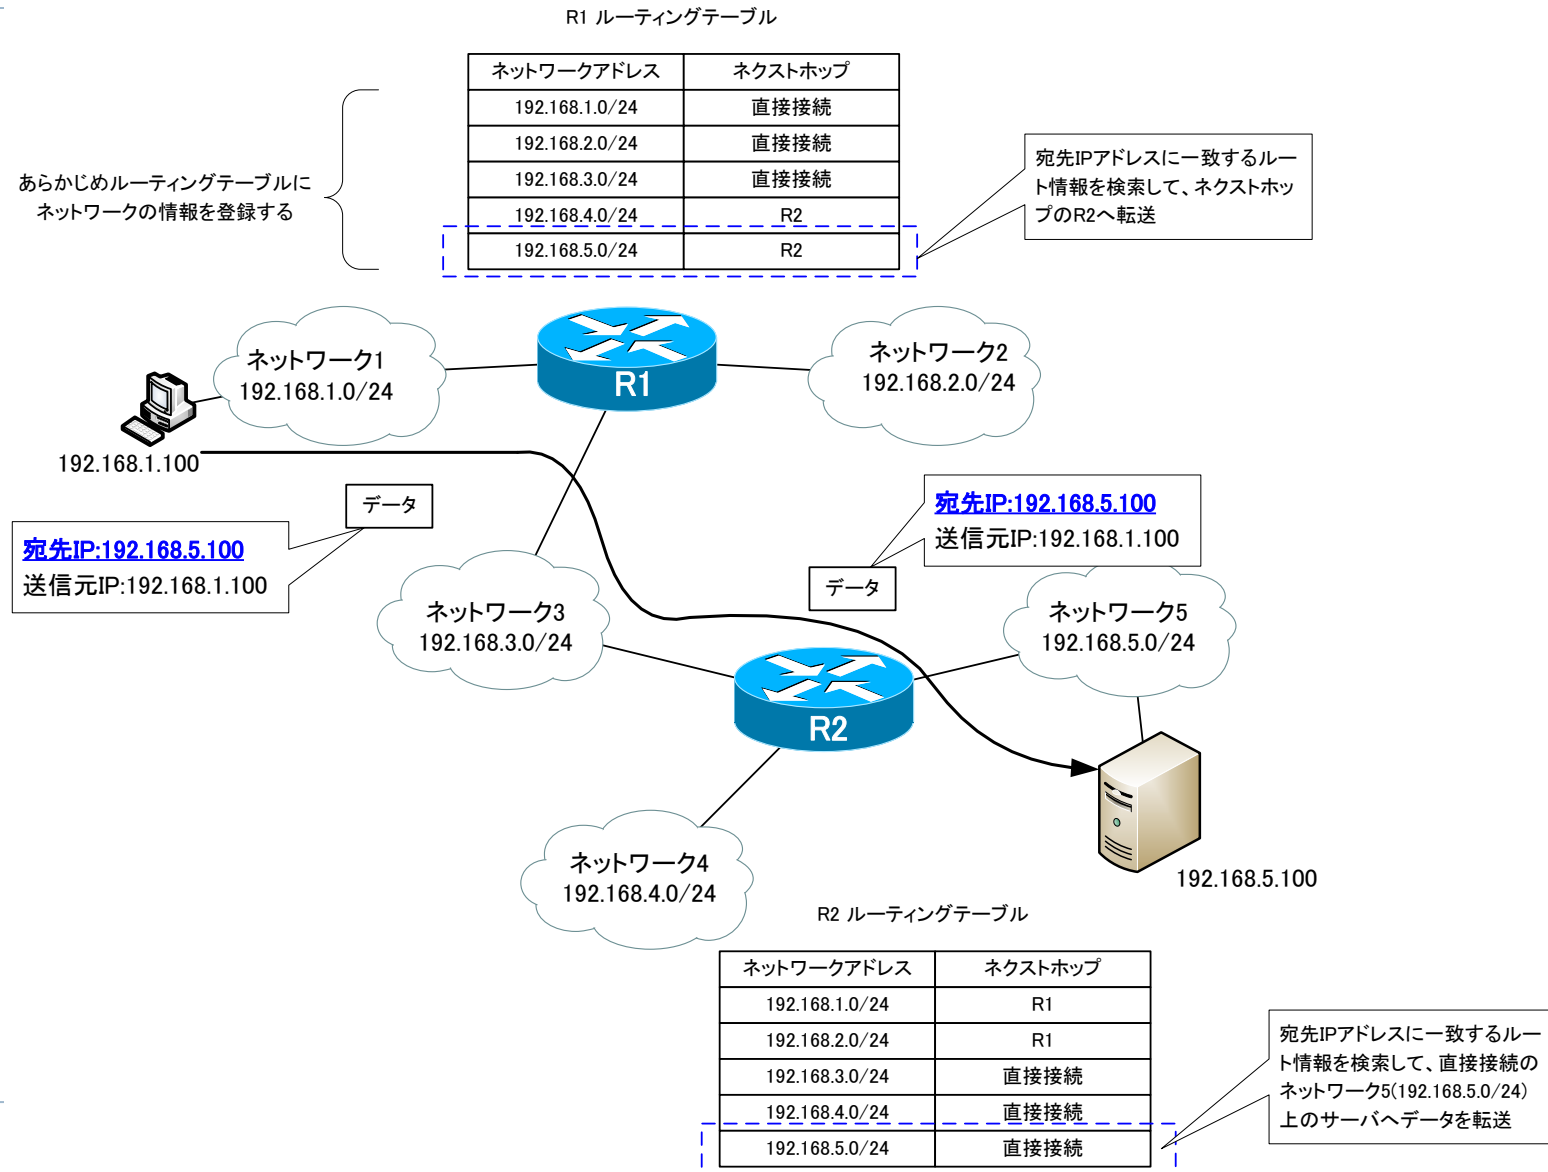 R1 ルーティングテーブル
ネットワークアドレス ネクストホップ
192.168.1.0/24 直接接続
192.168.2.0/24 直接接続
192.168.3.0/24 直接接続
192.168.4.0/24 R2
192.168.5.0/24 R2
あらかじめルーティングテーブルに
ネットワークの情報を登録する
宛先IPアドレスに一致するルー
ト情報を検索して、ネクストホッ
プのR2へ転送
ネットワーク1
192.168.1.0/24
R1
ネットワーク2
192.168.2.0/24
192.168.1.100
データ
宛先IP:192.168.5.100
送信元IP:192.168.1.100
宛先IP:192.168.5.100
送信元IP:192.168.1.100
データ
ネットワーク3
192.168.3.0/24
ネットワーク5
192.168.5.0/24
R2
ネットワーク4
192.168.4.0/24
192.168.5.100
R2 ルーティングテーブル
ネットワークアドレス ネクストホップ
192.168.1.0/24 R1
192.168.2.0/24 R1
192.168.3.0/24 直接接続
192.168.4.0/24 直接接続
192.168.5.0/24 直接接続
宛先IPアドレスに一致するルー
ト情報を検索して、直接接続の
ネットワーク5(192.168.5.0/24)
上のサーバへデータを転送